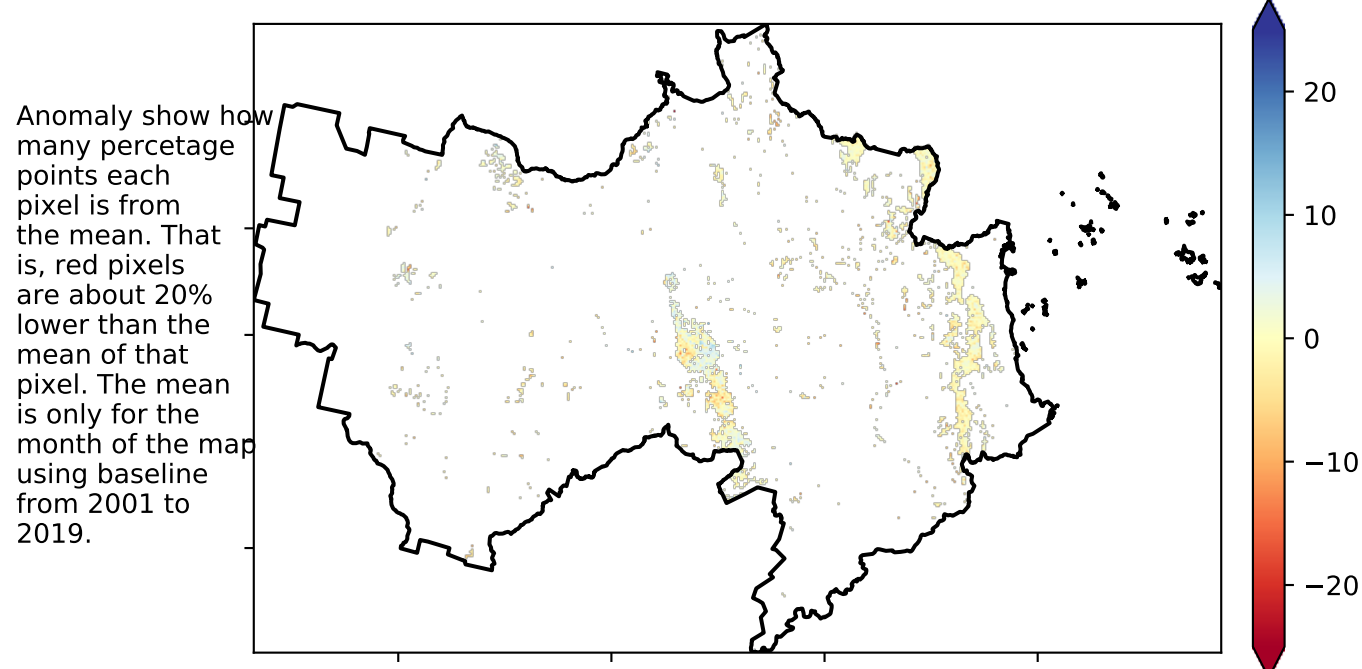 Anomaly show how
many percetage
points each
pixel is from
the mean. That
is, red pixels
are about 20%
lower than the
mean of that
pixel. The mean
is only for the
month of the map
using baseline
from 2001 to
2019.
20
10
0
−10
−20